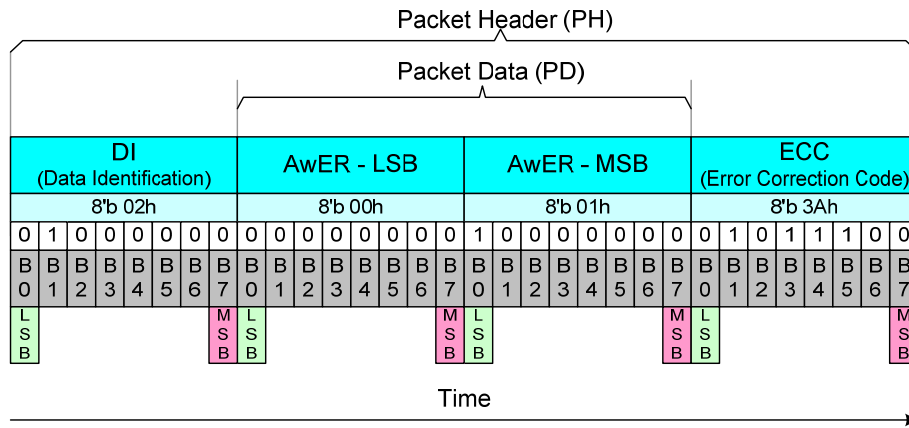 Packet Header (PH)
Packet Data (PD)
DI AwER - LSB AwER - MSB ECC
(Data Identification) (Error Correction Code)
8'b 02h 8'b 00h 8'b 01h 8'b 3Ah
0 1 0 0 0 0 0 0 0 0 0 0 0 0 0 0 1 0 0 0 0 0 0 0 0 1 0 1 1 1 0 0
B0 B1 B2 B3 B4 B5 B6 B7 B0 B1 B2 B3 B4 B5 B6 B7 B0 B1 B2 B3 B4 B5 B6 B7 B0 B1 B2 B3 B4 B5 B6 B7
LSB MSB LSB MSB LSB MSB LSB MSB
Time